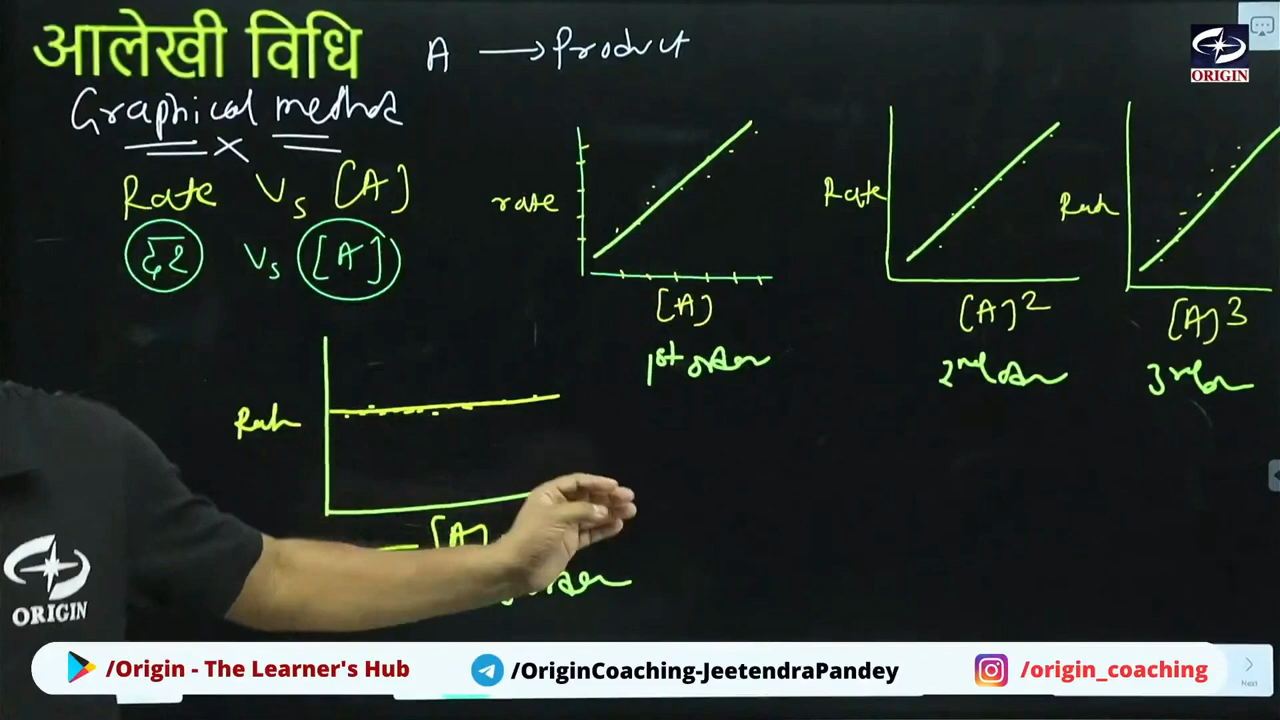 आलेखी विधि
A ⟶ Product
ORIGIN
Graphical method
Rate Vs [A]
दर Vs [A]
rate
[A]
1st order
Rate
[A]²
2nd
Rate
[A]³
3rd
Rate
[A]
order
ORIGIN
/Origin - The Learner's Hub
/OriginCoaching-JeetendraPandey
/origin_coaching
Next